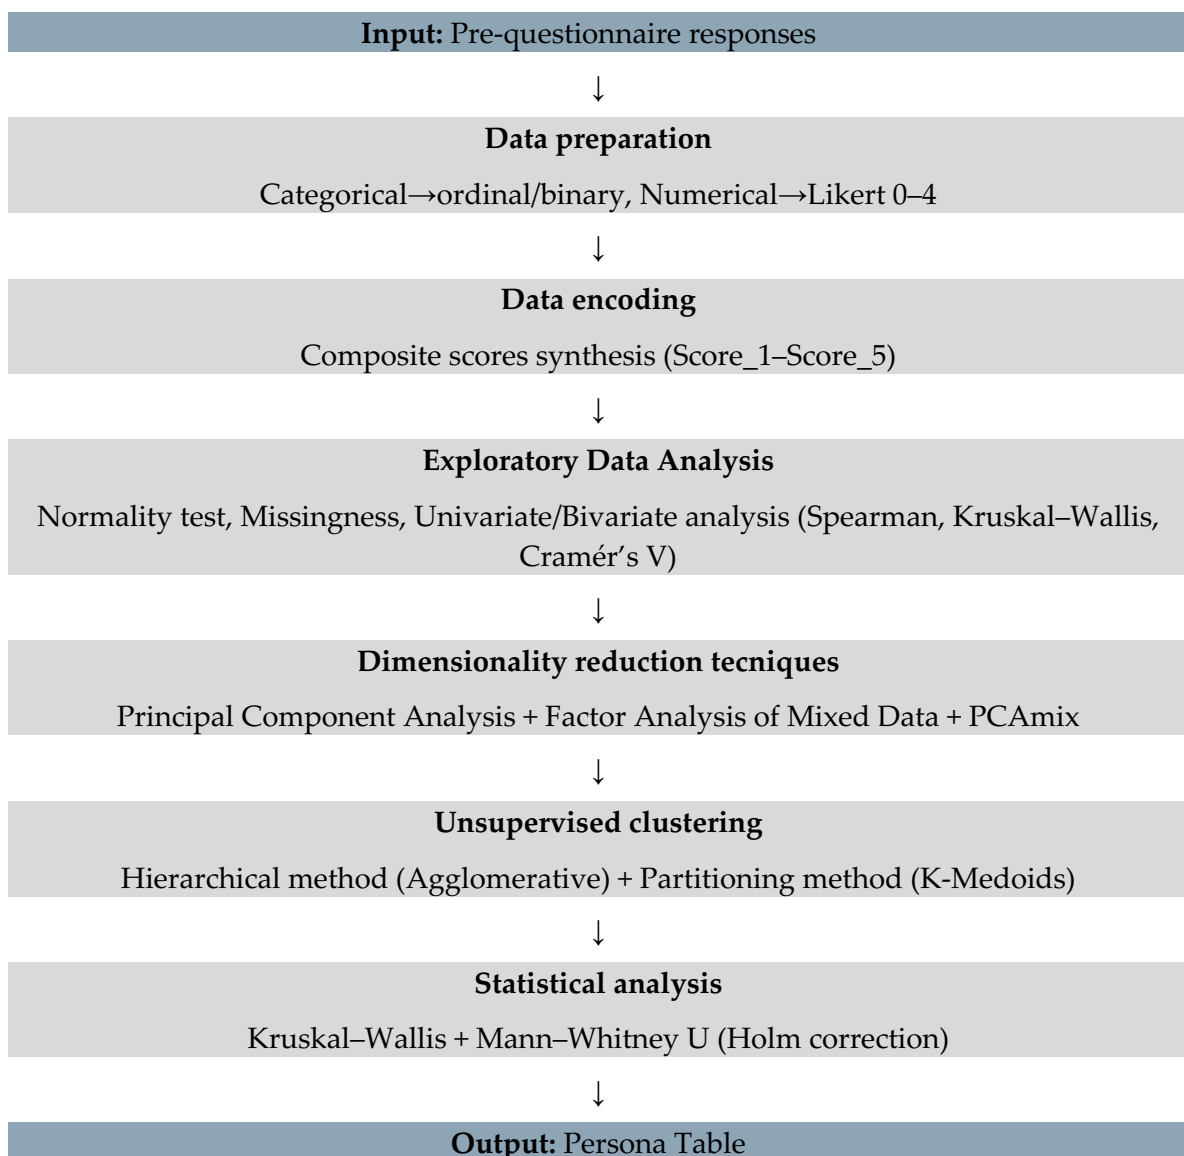 Input: Pre-questionnaire responses
↓
Data preparation
Categorical→ordinal/binary, Numerical→Likert 0–4
↓
Data encoding
Composite scores synthesis (Score_1–Score_5)
↓
Exploratory Data Analysis
Normality test, Missingness, Univariate/Bivariate analysis (Spearman, Kruskal–Wallis,
Cramér’s V)
↓
Dimensionality reduction tecniques
Principal Component Analysis + Factor Analysis of Mixed Data + PCAmix
↓
Unsupervised clustering
Hierarchical method (Agglomerative) + Partitioning method (K-Medoids)
↓
Statistical analysis
Kruskal–Wallis + Mann–Whitney U (Holm correction)
↓
Output: Persona Table